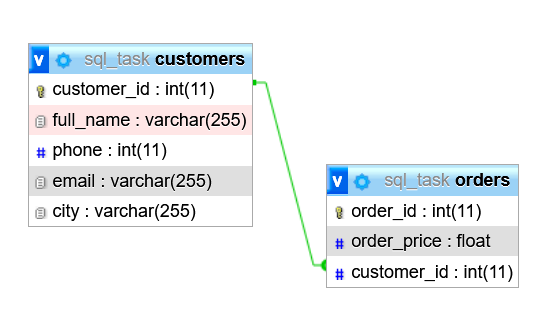 v sql_task customers
customer_id : int(11)
full_name : varchar(255)
# phone : int(11)
email : varchar(255)
city : varchar(255)
v sql_task orders
order_id : int(11)
# order_price : float
# customer_id : int(11)